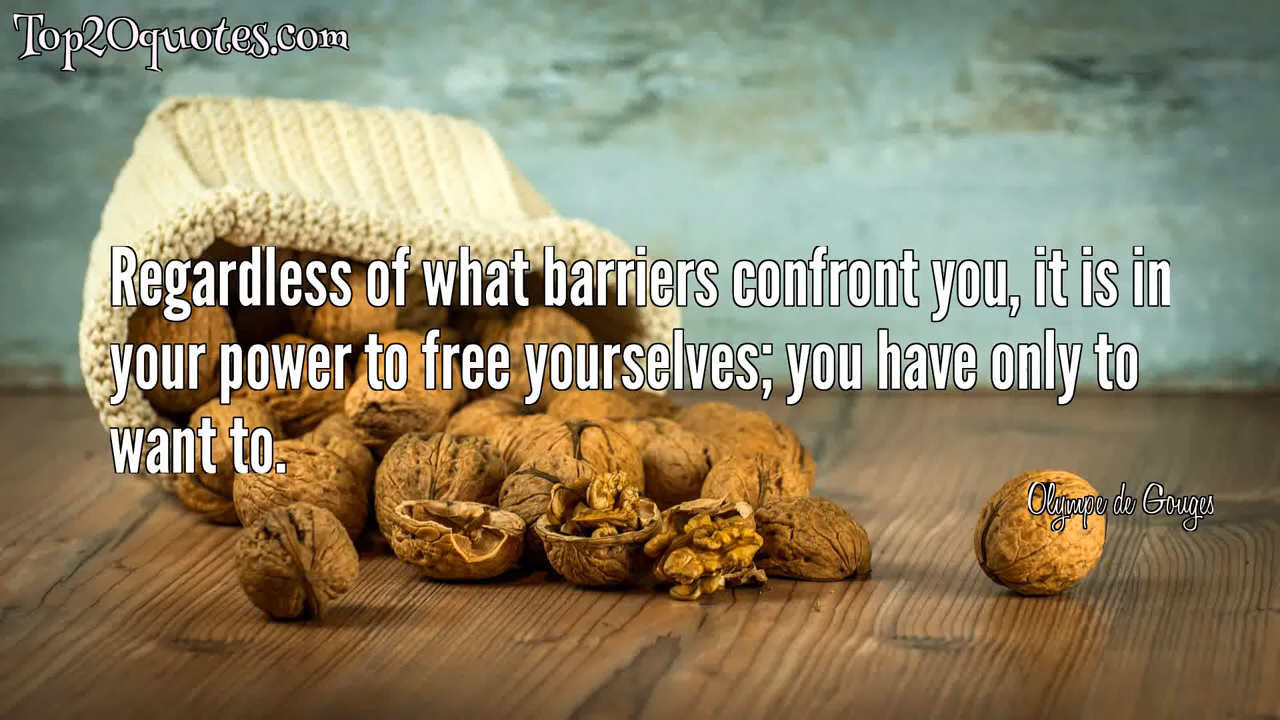 Top20quotes.com
Regardless of what barriers confront you, it is in
your power to free yourselves; you have only to
want to.
Olympe de Gouges